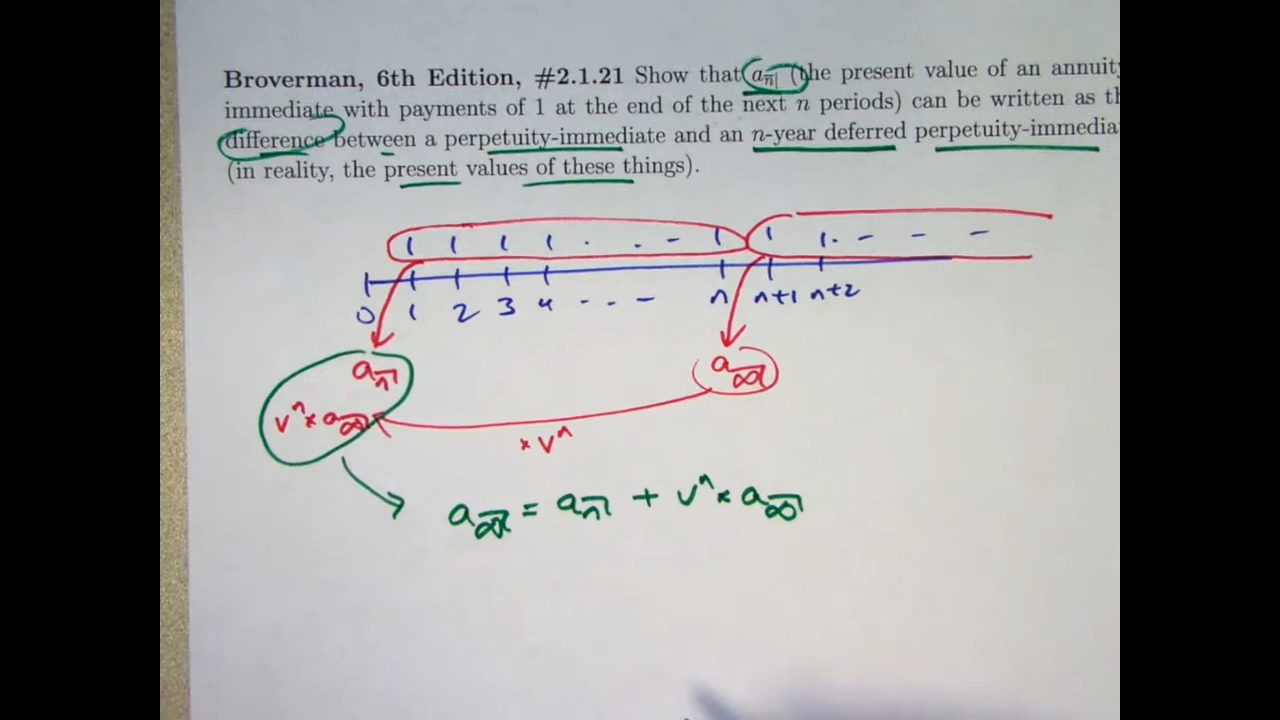 Broverman, 6th Edition, #2.1.21 Show that a_n̅| (the present value of an annuity
immediate with payments of 1 at the end of the next n periods) can be written as th
difference between a perpetuity-immediate and an n-year deferred perpetuity-immedia
(in reality, the present values of these things).
1 1 1 1 . . - 1 1 1 . - - -
0 1 2 3 4 - - - n n+1 n+2
a_n̅| a_∞̅|
v^n × a_∞̅|
× v^n
a_∞̅| = a_n̅| + v^n × a_∞̅|